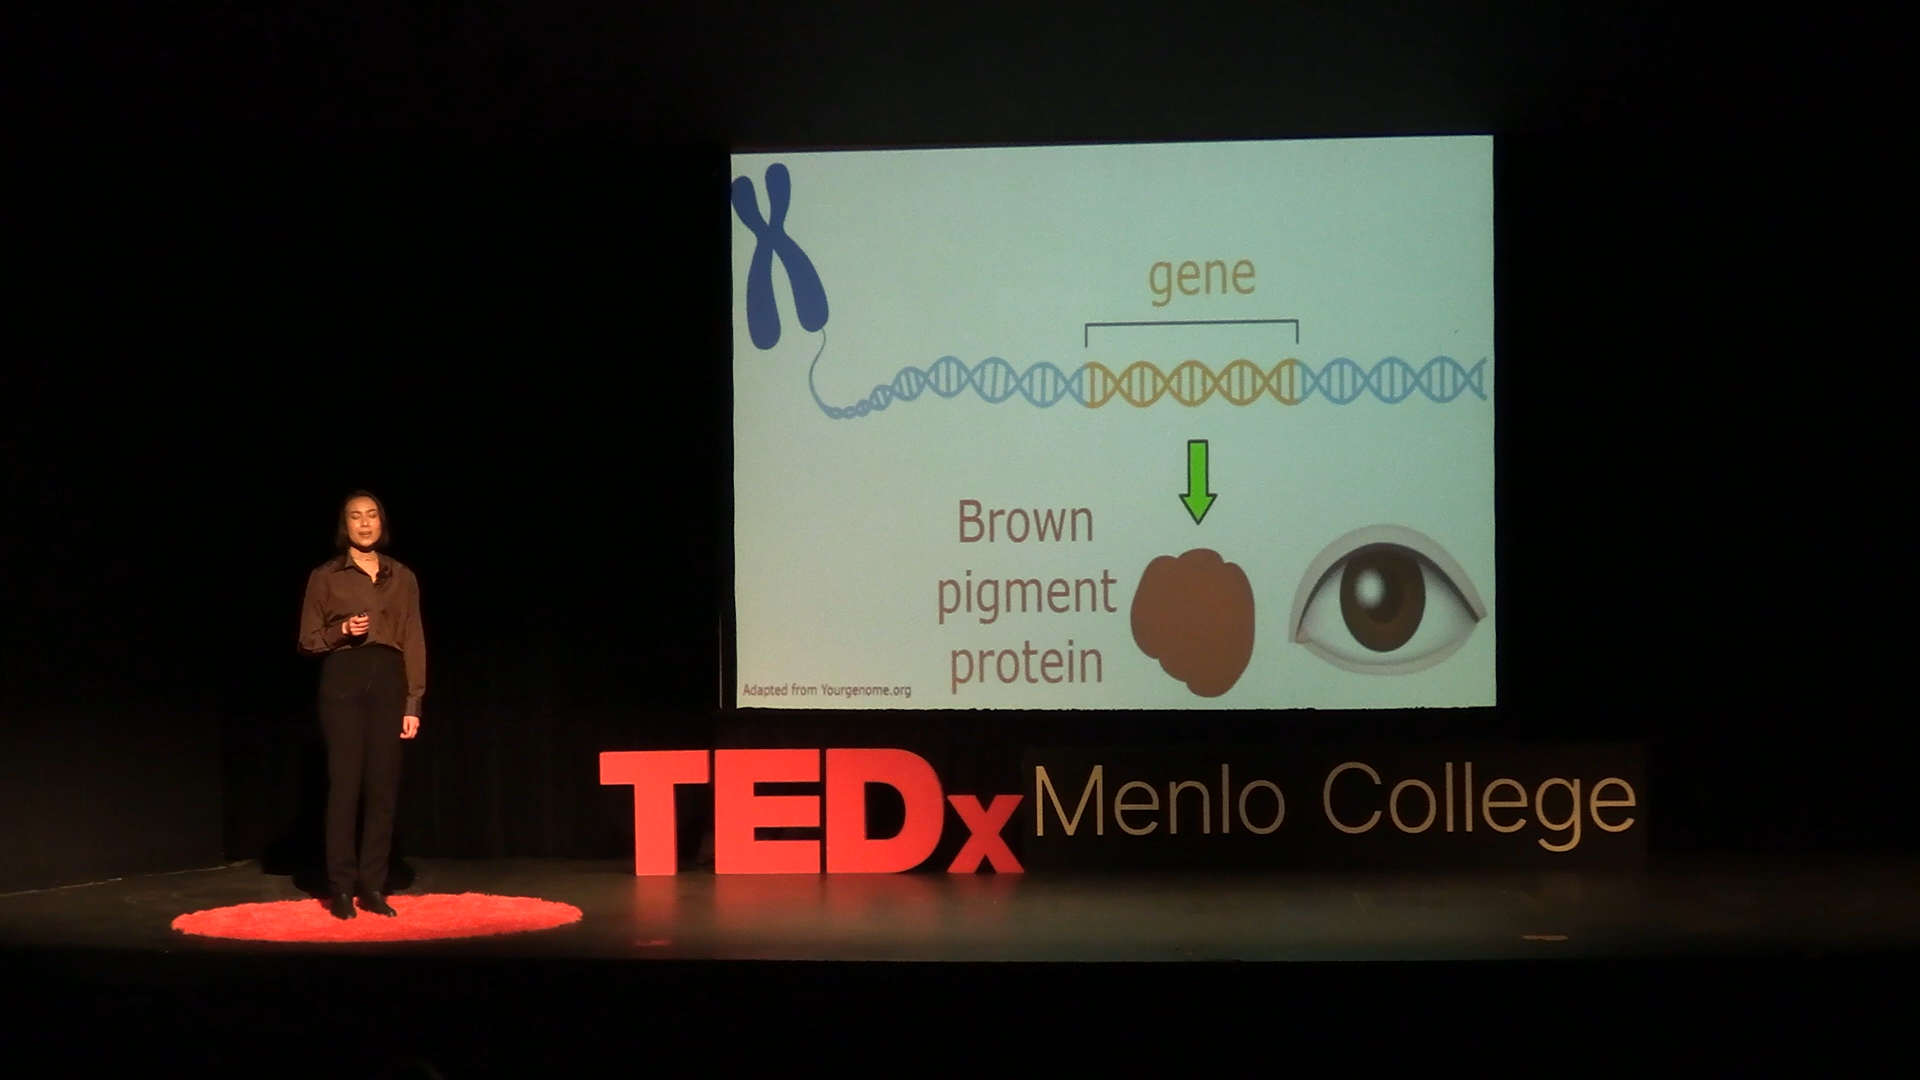 gene
Brown
pigment
protein
Adapted from Yourgenome.org
TEDx Menlo College